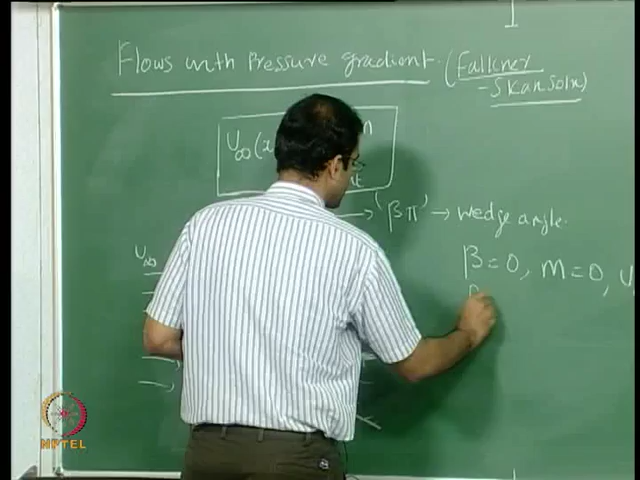 Flows with Pressure gradient. (Falkner
-Skan soln)
U∞(x
'βπ' → wedge angle.
U∞
β=0, m=0, U
NPTEL